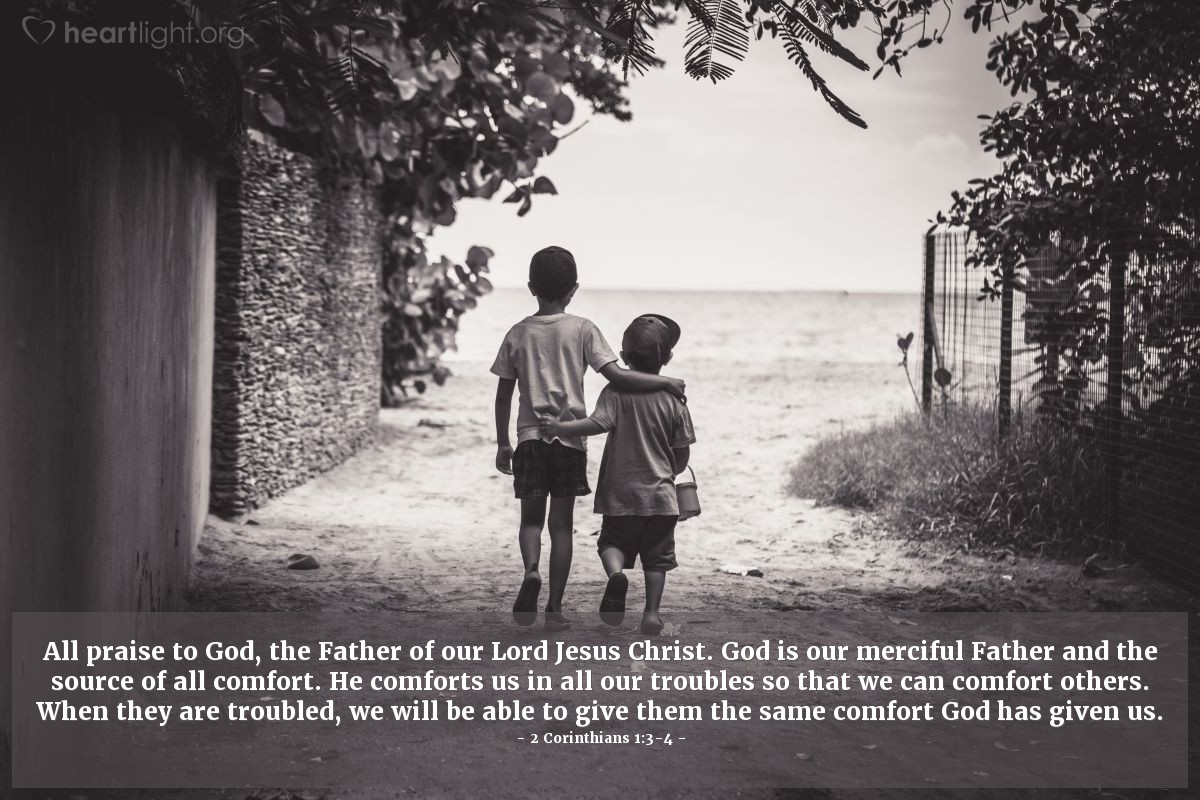 heartlight.org
All praise to God, the Father of our Lord Jesus Christ. God is our merciful Father and the
source of all comfort. He comforts us in all our troubles so that we can comfort others.
When they are troubled, we will be able to give them the same comfort God has given us.
- 2 Corinthians 1:3-4 -